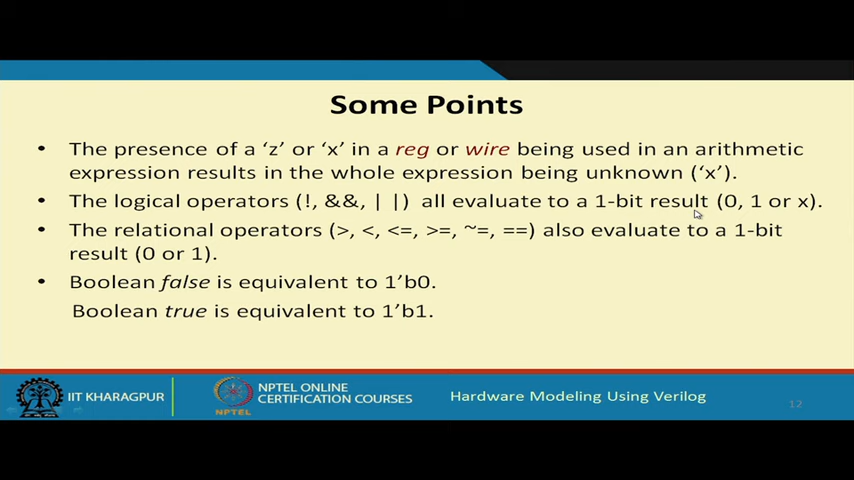 Some Points
• The presence of a ‘z’ or ‘x’ in a reg or wire being used in an arithmetic
expression results in the whole expression being unknown (‘x’).
• The logical operators (!, &&, | |) all evaluate to a 1-bit result (0, 1 or x).
• The relational operators (>, <, <=, >=, ~=, ==) also evaluate to a 1-bit
result (0 or 1).
• Boolean false is equivalent to 1’b0.
Boolean true is equivalent to 1’b1.
IIT KHARAGPUR
NPTEL
NPTEL ONLINE
CERTIFICATION COURSES
Hardware Modeling Using Verilog
12